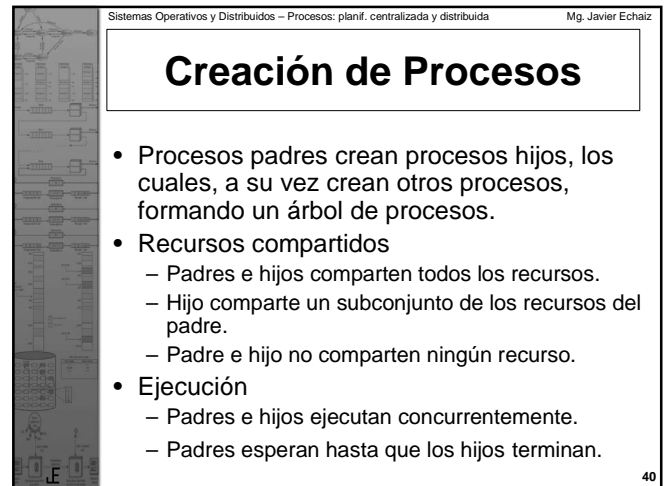 Sistemas Operativos y Distribuidos – Procesos: planif. centralizada y distribuida Mg. Javier Echaiz
Creación de Procesos
• Procesos padres crean procesos hijos, los
cuales, a su vez crean otros procesos,
formando un árbol de procesos.
• Recursos compartidos
– Padres e hijos comparten todos los recursos.
– Hijo comparte un subconjunto de los recursos del
padre.
– Padre e hijo no comparten ningún recurso.
• Ejecución
– Padres e hijos ejecutan concurrentemente.
– Padres esperan hasta que los hijos terminan.
JE
40